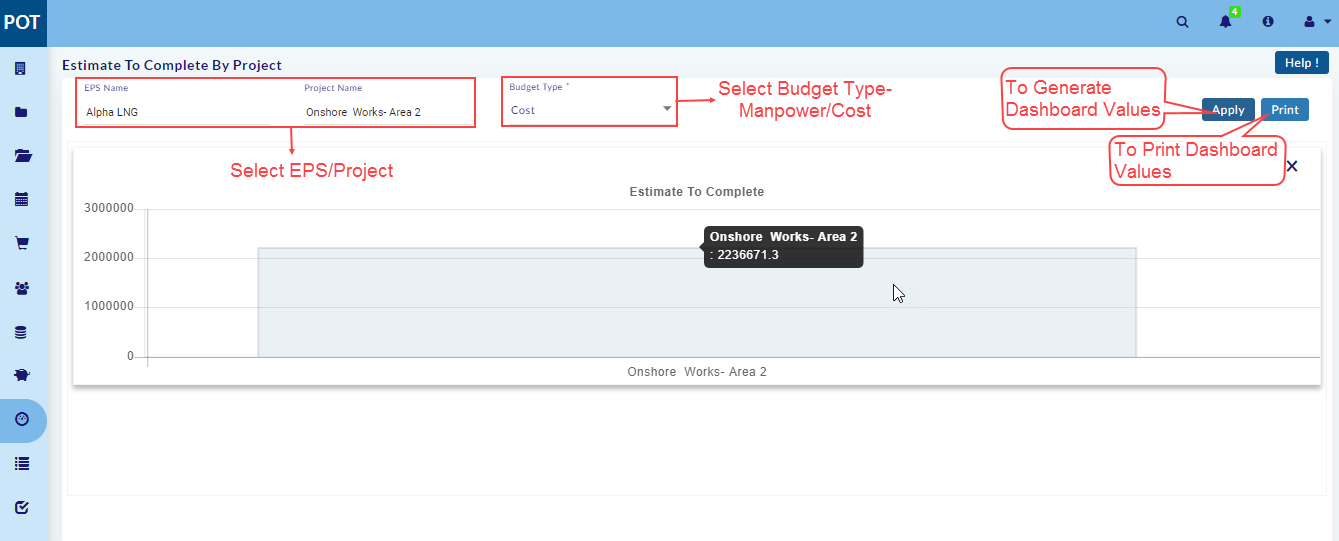 POT
4
Estimate To Complete By Project
Help !
EPS Name
Project Name
Budget Type *
Alpha LNG
Onshore Works- Area 2
Cost
Select Budget Type-
Manpower/Cost
To Generate
Dashboard Values
Apply
Print
Select EPS/Project
To Print Dashboard
Values
Estimate To Complete
3000000
2000000
1000000
0
Onshore Works- Area 2
: 2236671.3
Onshore Works- Area 2